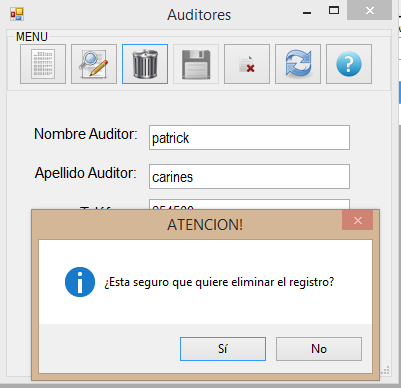 Auditores
MENU
Nombre Auditor:
patrick
Apellido Auditor:
carines
ATENCION!
¿Esta seguro que quiere eliminar el registro?
Sí
No